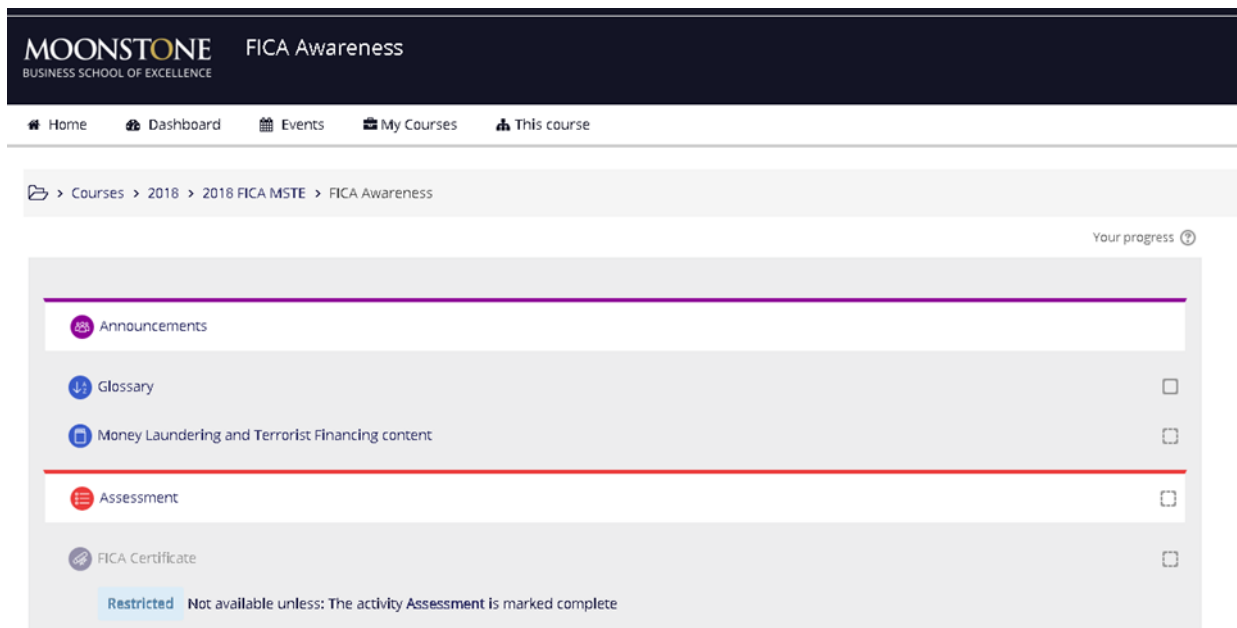 MOONSTONE
BUSINESS SCHOOL OF EXCELLENCE
FICA Awareness
Home Dashboard Events My Courses This course
> Courses > 2018 > 2018 FICA MSTE > FICA Awareness
Your progress
Announcements
Glossary
Money Laundering and Terrorist Financing content
Assessment
FICA Certificate
Restricted Not available unless: The activity Assessment is marked complete